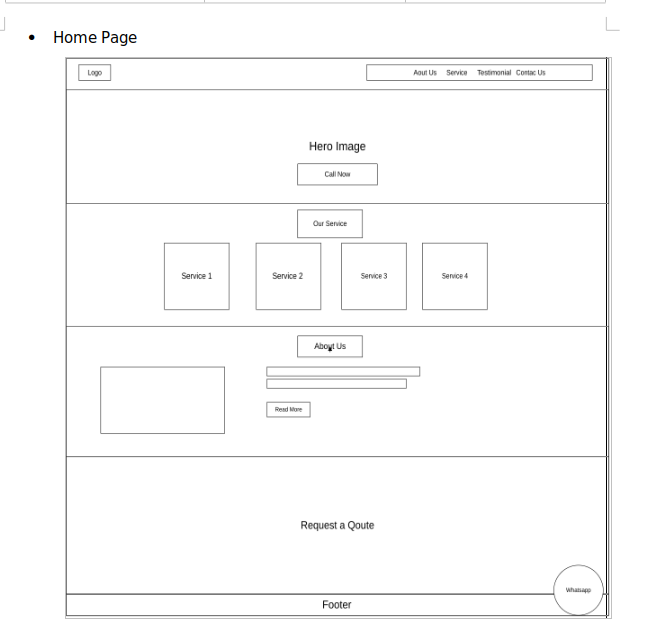 • Home Page
Logo
Aout Us Service Testimonial Contac Us
Hero Image
Call Now
Our Service
Service 1 Service 2 Service 3 Service 4
About Us
Read More
Request a Qoute
Whatsapp
Footer